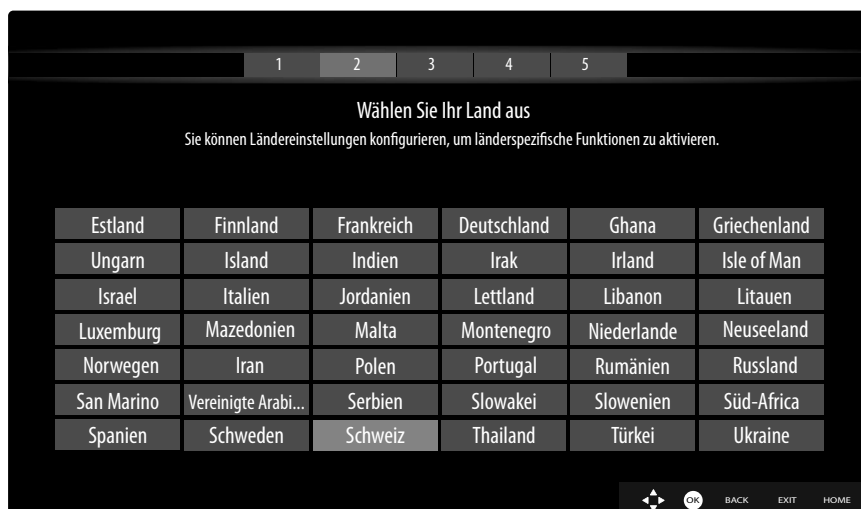 1 2 3 4 5
Wählen Sie Ihr Land aus
Sie können Ländereinstellungen konfigurieren, um länderspezifische Funktionen zu aktivieren.
Estland Finnland Frankreich Deutschland Ghana Griechenland
Ungarn Island Indien Irak Irland Isle of Man
Israel Italien Jordanien Lettland Libanon Litauen
Luxemburg Mazedonien Malta Montenegro Niederlande Neuseeland
Norwegen Iran Polen Portugal Rumänien Russland
San Marino Vereinigte Arabi... Serbien Slowakei Slowenien Süd-Africa
Spanien Schweden Schweiz Thailand Türkei Ukraine
OK BACK EXIT HOME